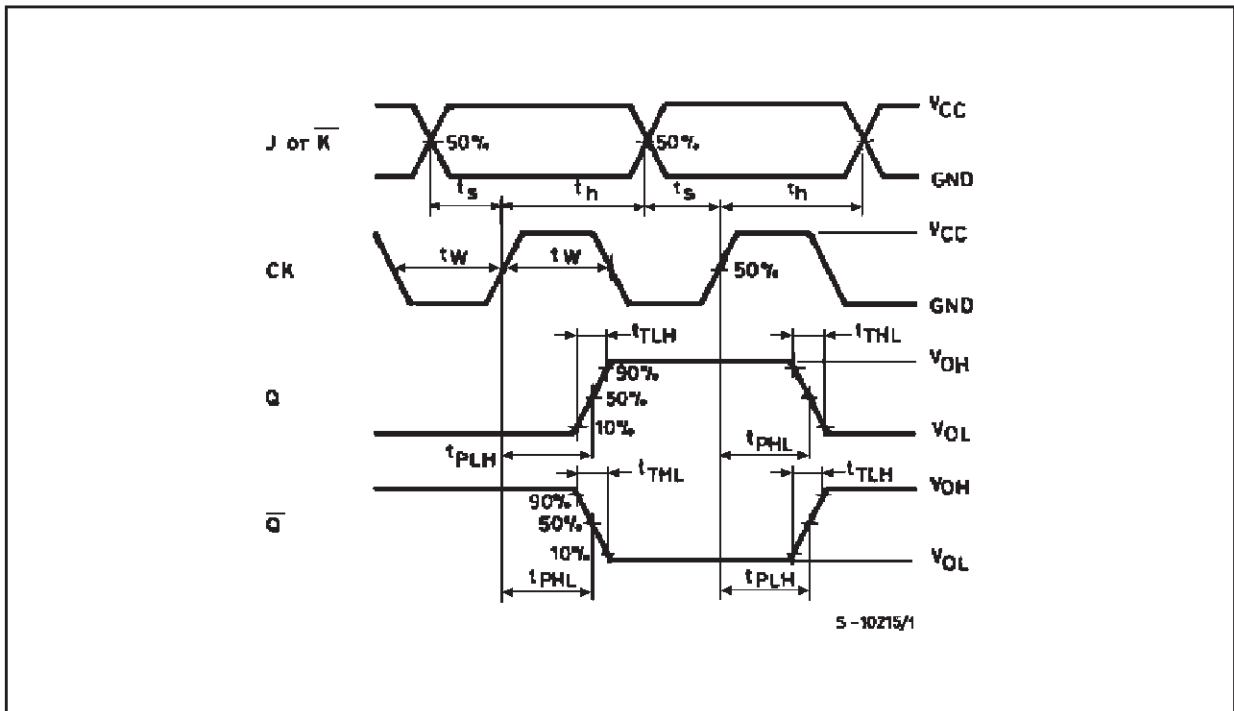 VCC
J or K̅
50%
50%
ts
th
ts
th
GND
VCC
tW
tW
CK
50%
GND
tTLH
tTHL
VOH
90%
Q
50%
10%
VOL
tPLH
tPHL
tTHL
tTLH
VOH
90%
Q̅
50%
10%
VOL
tPHL
tPLH
S-10215/1